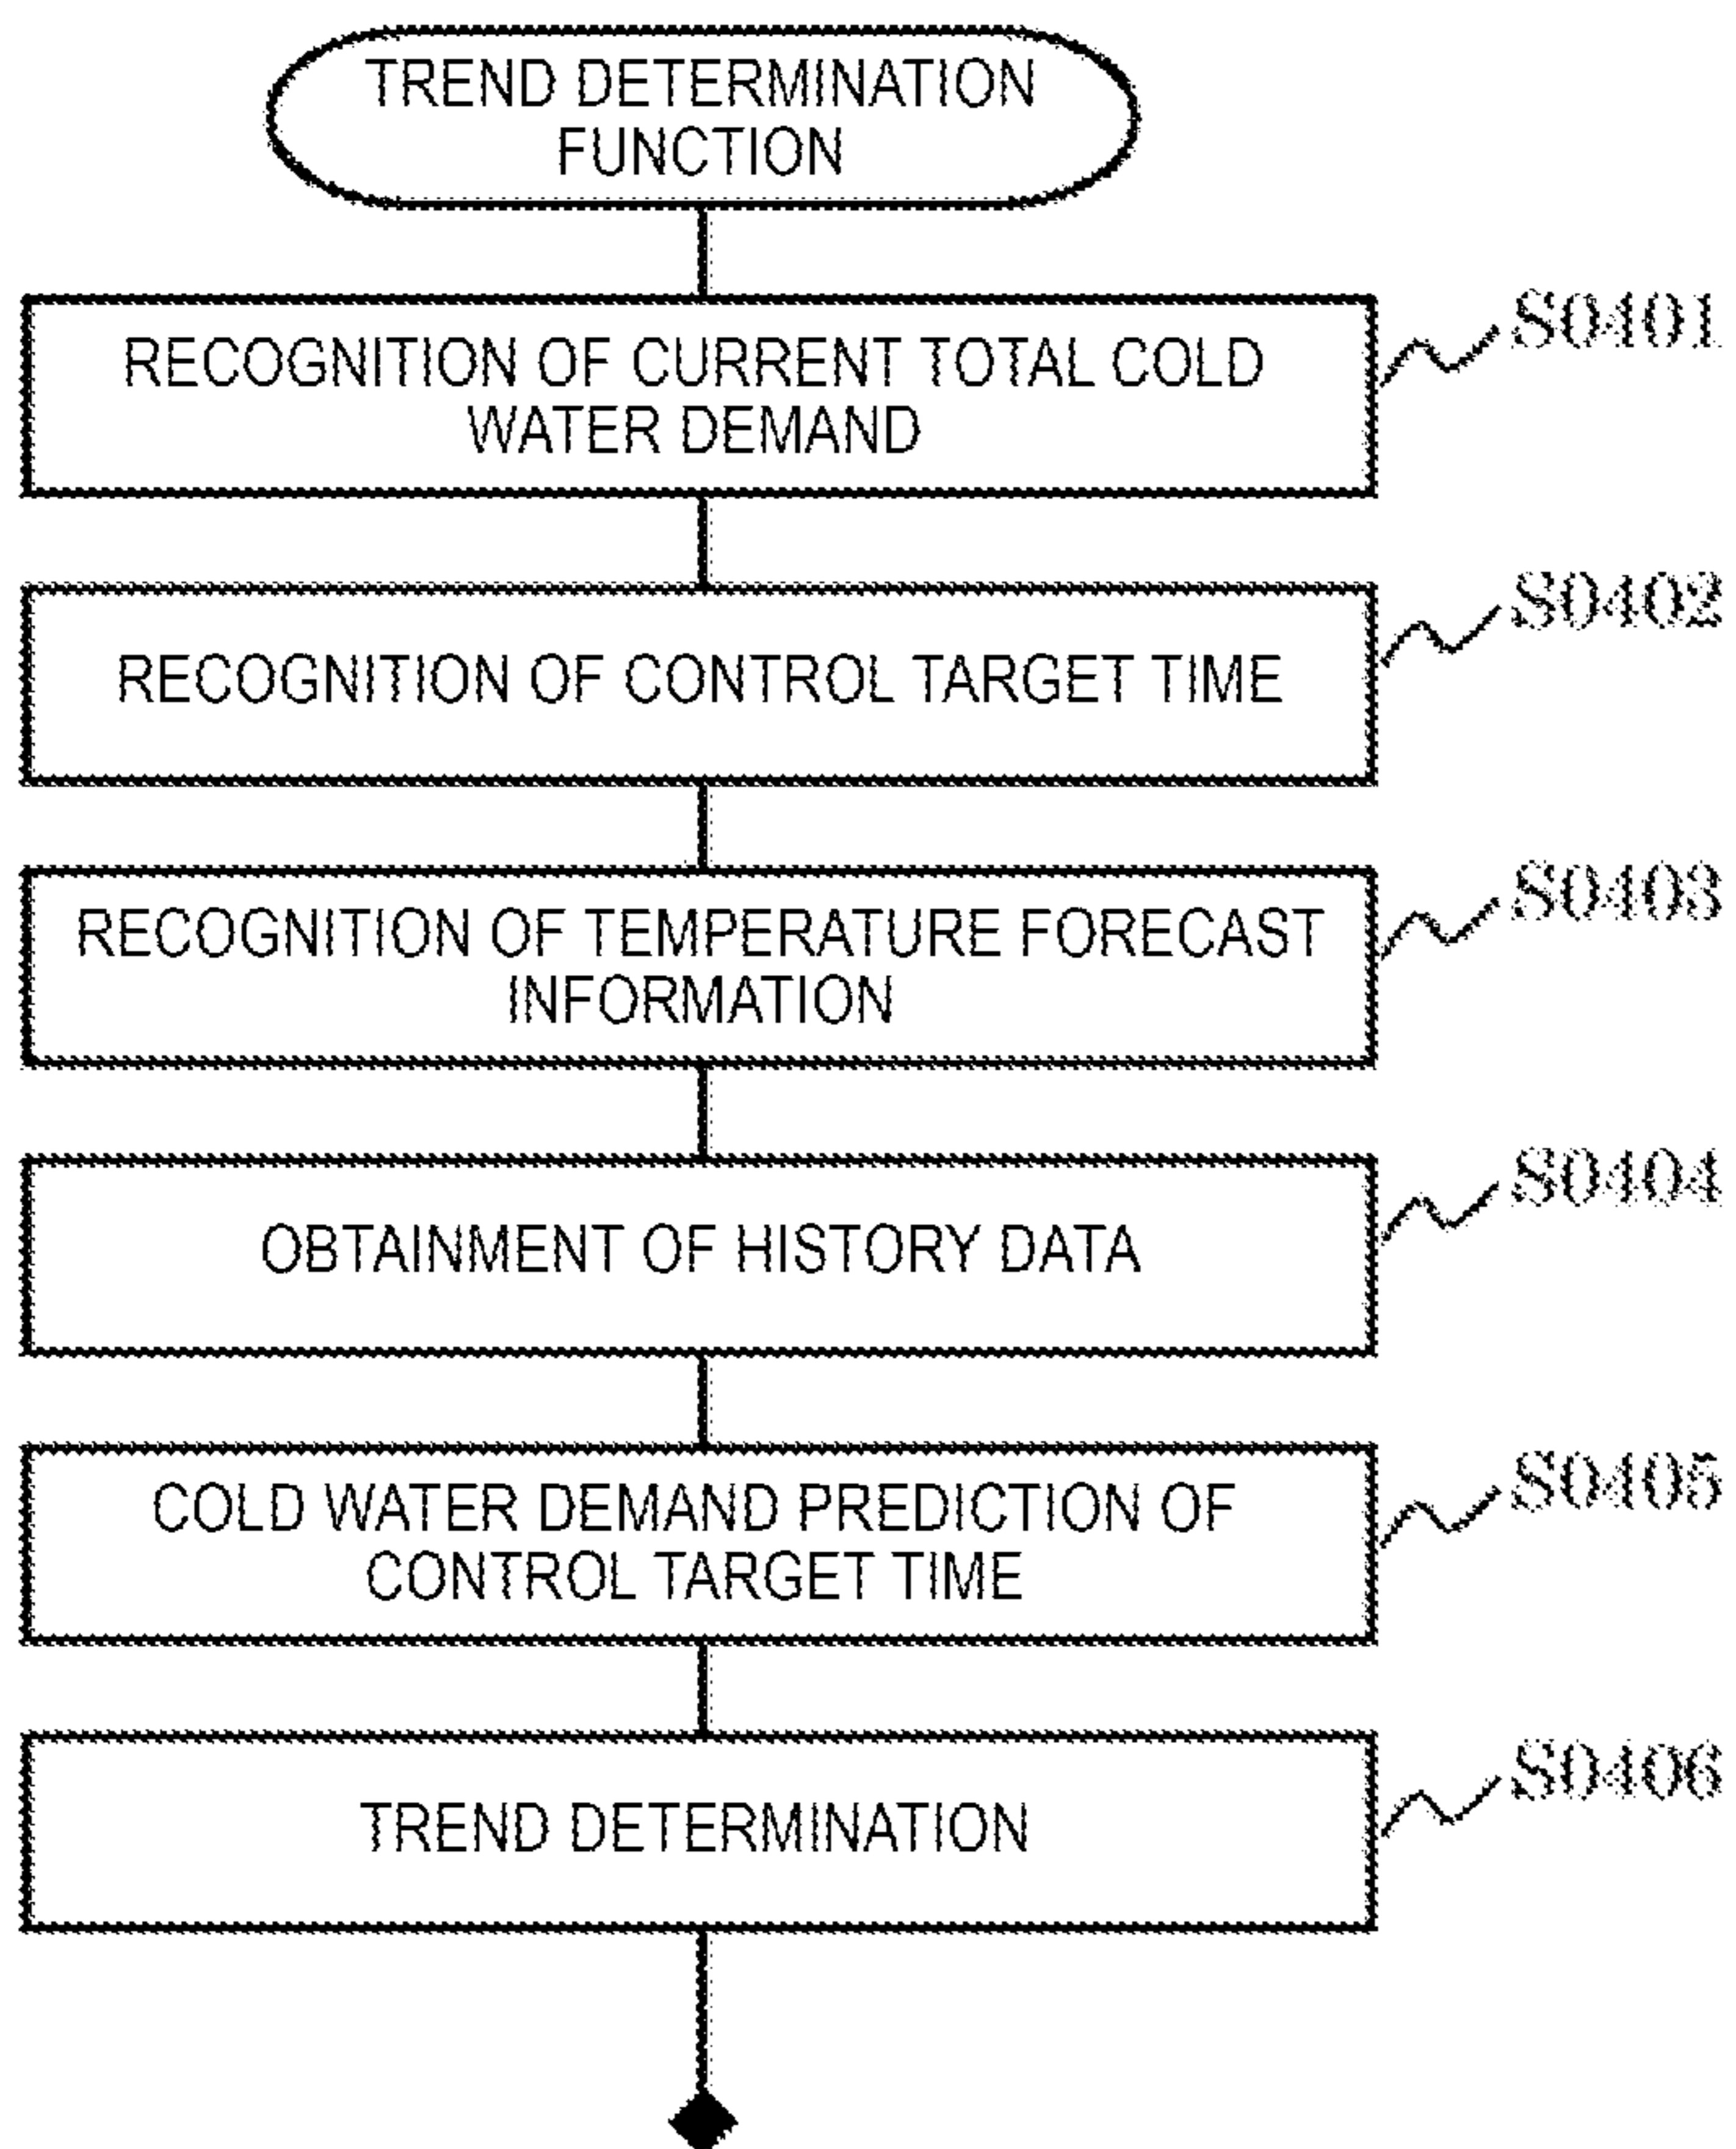 TREND DETERMINATION
FUNCTION
RECOGNITION OF CURRENT TOTAL COLD
WATER DEMAND
S0401
RECOGNITION OF CONTROL TARGET TIME
S0402
RECOGNITION OF TEMPERATURE FORECAST
INFORMATION
S0403
OBTAINMENT OF HISTORY DATA
S0404
COLD WATER DEMAND PREDICTION OF
CONTROL TARGET TIME
S0405
TREND DETERMINATION
S0406